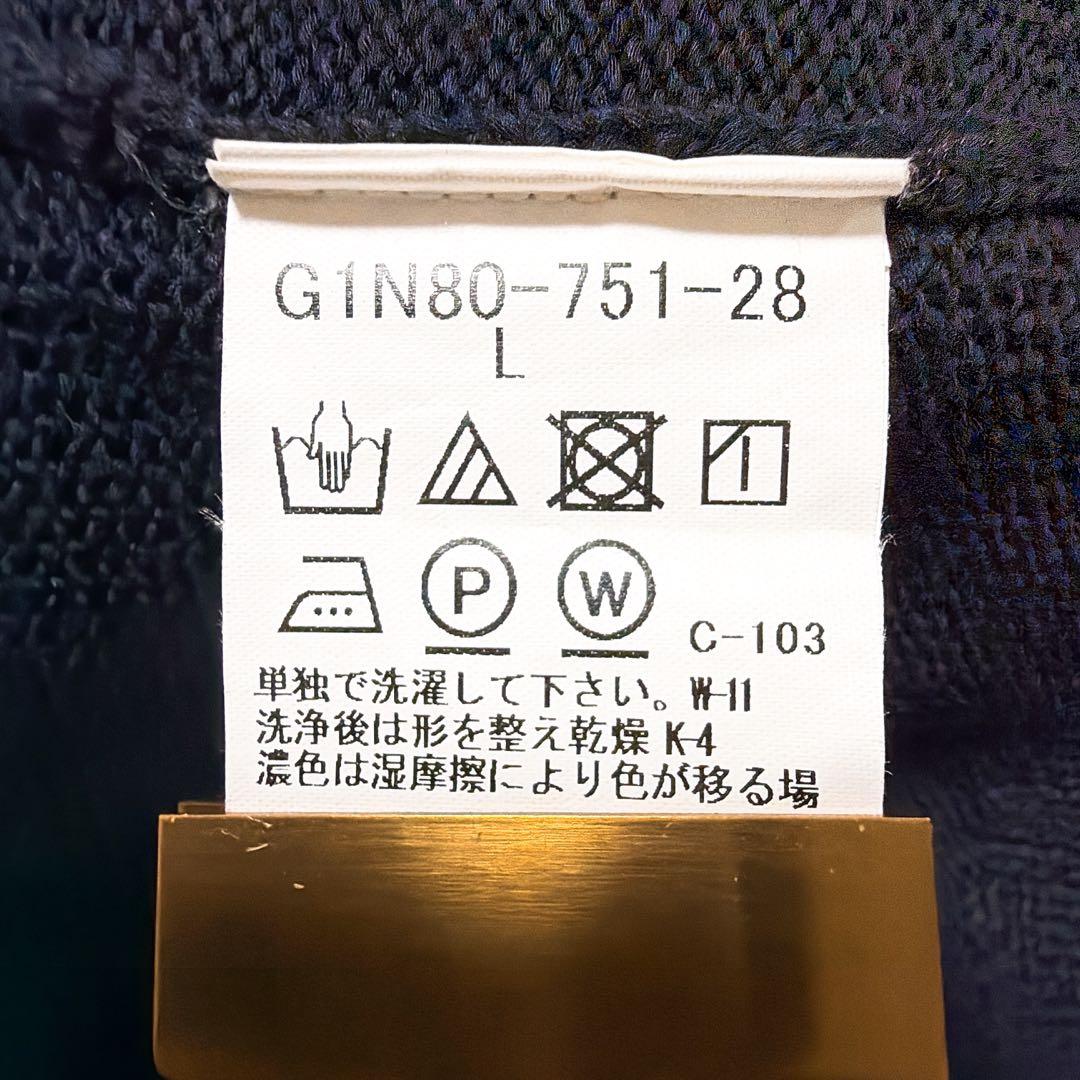 G1N80-751-28
L
P W C-103
単独で洗濯して下さい。W-11
洗浄後は形を整え乾燥 K-4
濃色は湿摩擦により色が移る場